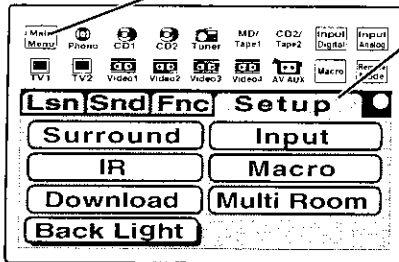 Main Menu Phono CD1 CD2 Tuner MD/Tape1 CD2/Tape2 Input Digital Input Analog
TV1 TV2 Video1 Video2 Video3 Video4 AV AUX Macro Remote Mode
Lsn Snd Fnc Setup
Surround Input
IR Macro
Download Multi Room
Back Light